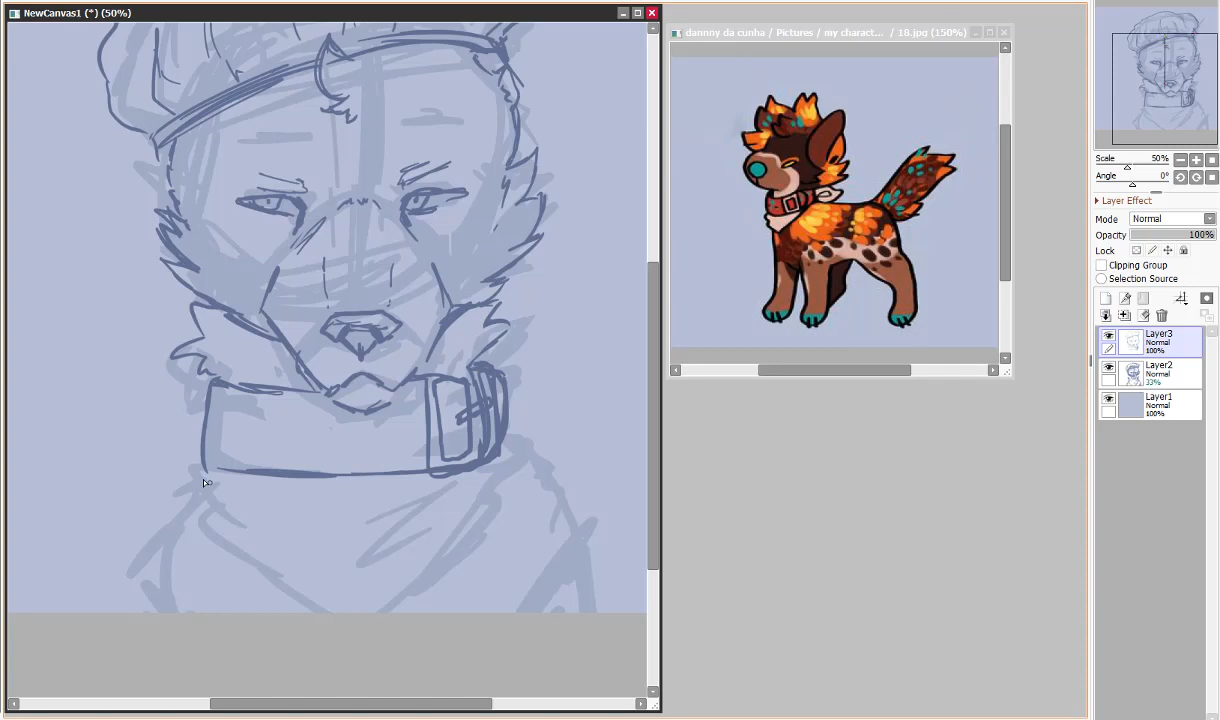 NewCanvas1 (*) (50%)
dannny da cunha / Pictures / my charact... / 18.jpg (150%)
Scale 50%
Angle 0°
Layer Effect
Mode Normal
Opacity 100%
Lock
Clipping Group
Selection Source
Layer3
Normal
100%
Layer2
Normal
33%
Layer1
Normal
100%